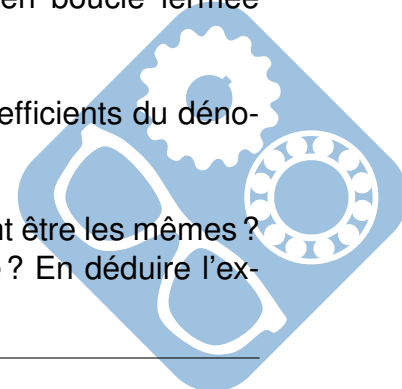 en boucle fermée
efficients du déno-
nt être les mêmes ?
? En déduire l'ex-